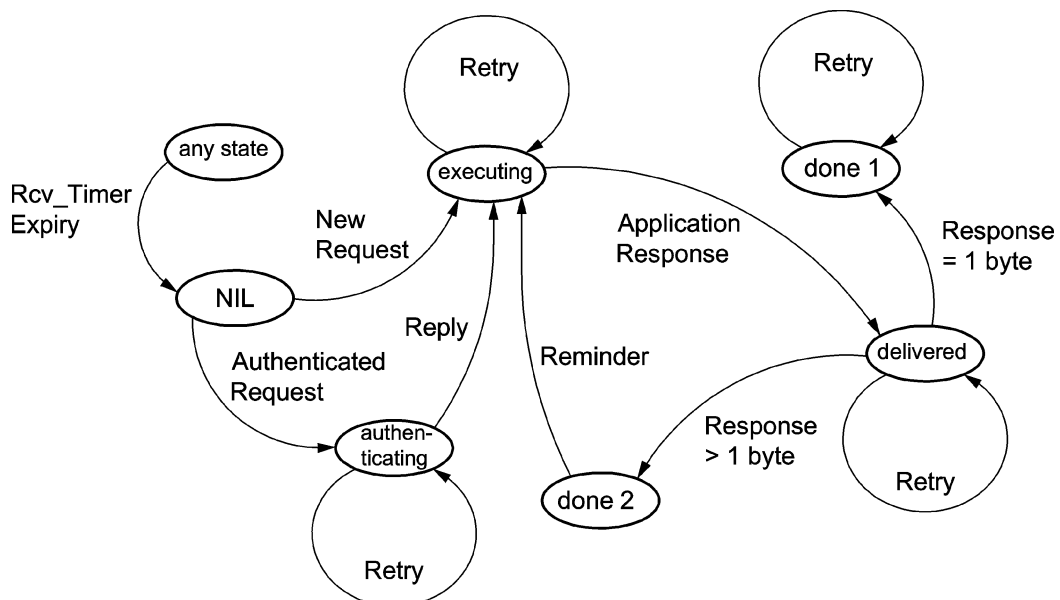 Retry
Retry
any state
executing
done 1
Rcv_Timer
Expiry
New
Request
Application
Response
Response
= 1 byte
NIL
Reply
Reminder
delivered
Authenticated
Request
authen-
ticating
Response
> 1 byte
done 2
Retry
Retry